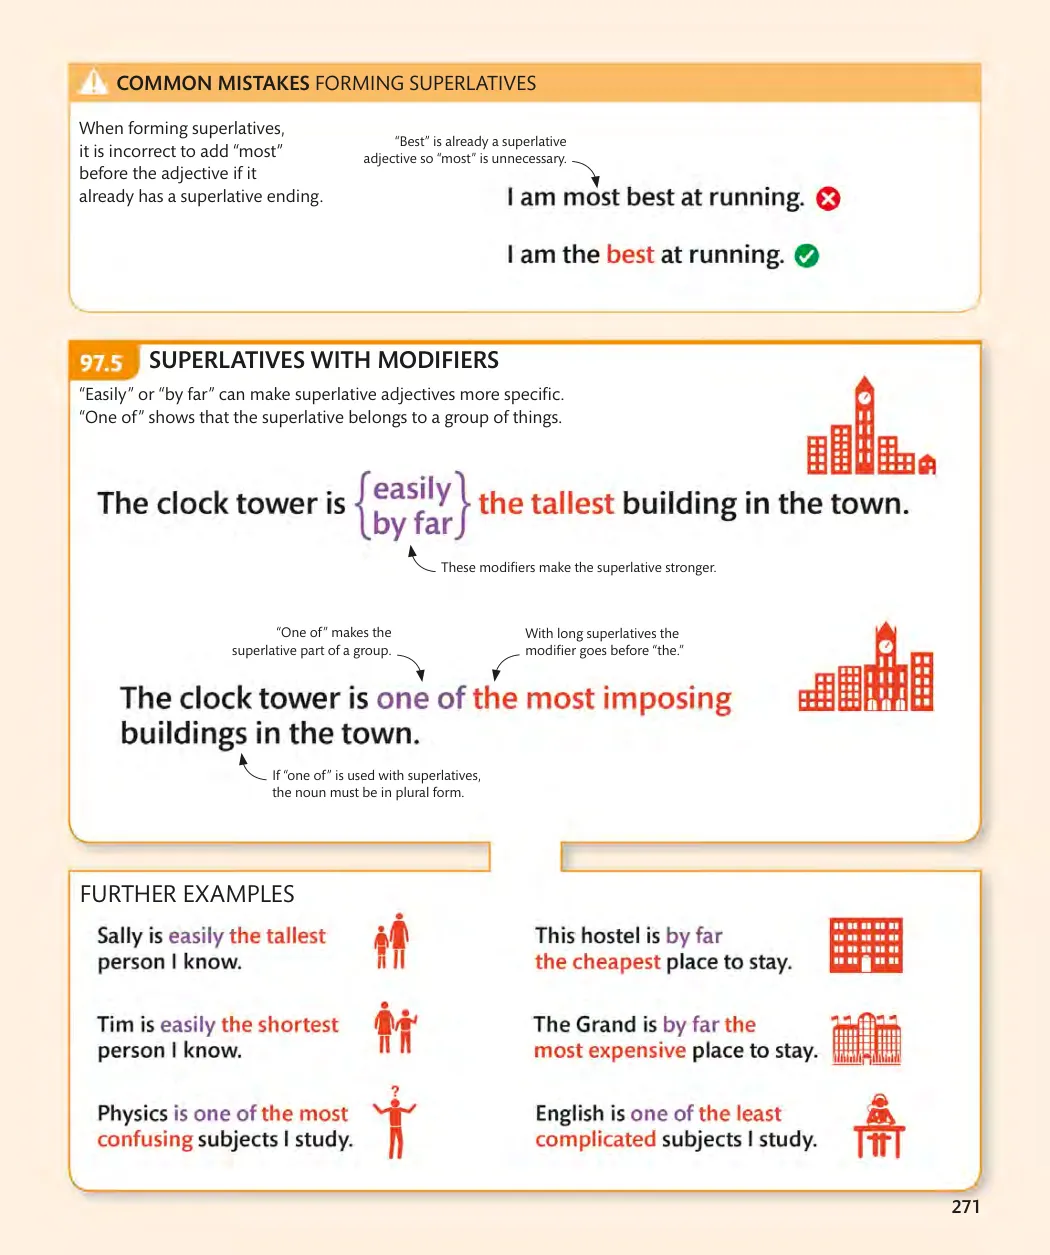 COMMON MISTAKES FORMING SUPERLATIVES
When forming superlatives,
it is incorrect to add “most”
before the adjective if it
already has a superlative ending.
“Best” is already a superlative
adjective so “most” is unnecessary.
I am most best at running.
I am the best at running.
97.5 SUPERLATIVES WITH MODIFIERS
“Easily” or “by far” can make superlative adjectives more specific.
“One of” shows that the superlative belongs to a group of things.
The clock tower is {easily / by far} the tallest building in the town.
These modifiers make the superlative stronger.
“One of” makes the
superlative part of a group.
With long superlatives the
modifier goes before “the.”
The clock tower is one of the most imposing
buildings in the town.
If “one of” is used with superlatives,
the noun must be in plural form.
FURTHER EXAMPLES
Sally is easily the tallest
person I know.
This hostel is by far
the cheapest place to stay.
Tim is easily the shortest
person I know.
The Grand is by far the
most expensive place to stay.
Physics is one of the most
confusing subjects I study.
?
English is one of the least
complicated subjects I study.
271